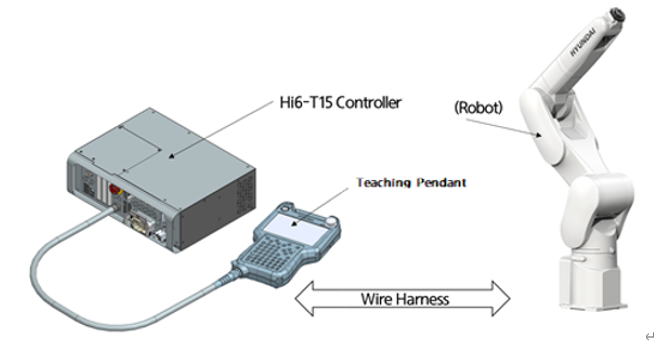 HYUNDAI
Hi6-T15 Controller
(Robot)
Teaching Pendant
Wire Harness